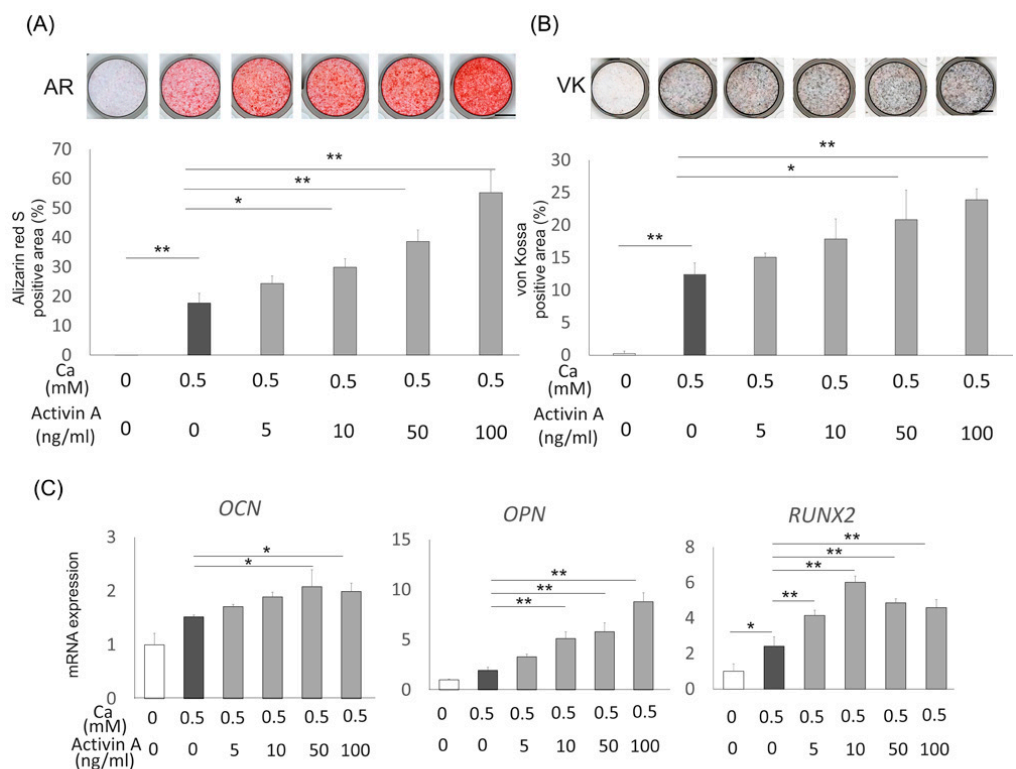 (A)
AR
**
**
*
**
Alizarin red S
positive area (%)
70
60
50
40
30
20
10
0
Ca
(mM)
0 0.5 0.5 0.5 0.5 0.5
Activin A
(ng/ml)
0 0 5 10 50 100
(B)
VK
**
*
**
von Kossa
positive area (%)
30
25
20
15
10
5
0
Ca
(mM)
0 0.5 0.5 0.5 0.5 0.5
Activin A
(ng/ml)
0 0 5 10 50 100
(C)
OCN
mRNA expression
3
2
1
0
*
*
Ca
(mM)
0 0.5 0.5 0.5 0.5 0.5
Activin A
(ng/ml)
0 0 5 10 50 100
OPN
15
10
5
0
**
**
**
0 0.5 0.5 0.5 0.5 0.5
0 0 5 10 50 100
RUNX2
8
6
4
2
0
**
**
**
**
*
0 0.5 0.5 0.5 0.5 0.5
0 0 5 10 50 100